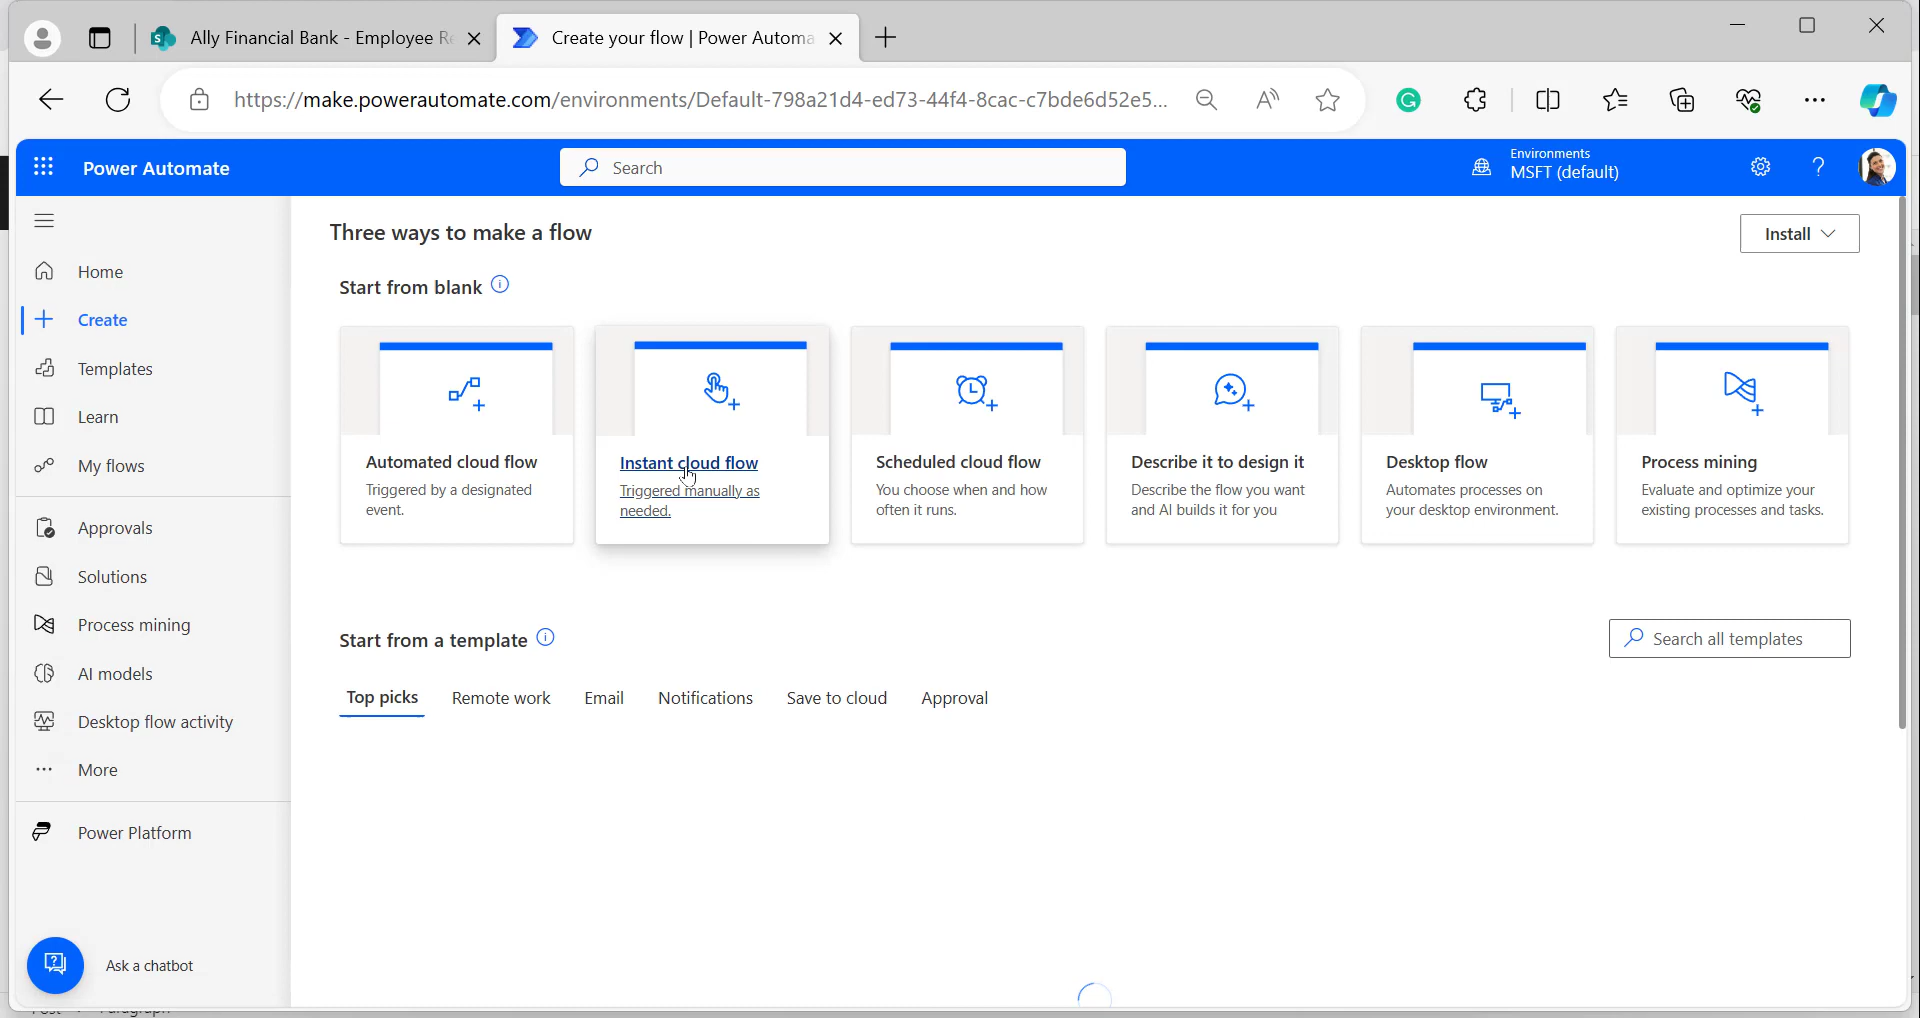 Ally Financial Bank - Employee Re
Create your flow | Power Automa
https://make.powerautomate.com/environments/Default-798a21d4-ed73-44f4-8cac-c7bde6d52e5...
Power Automate
Search
Environments
MSFT (default)
Three ways to make a flow
Install
Start from blank
Home
Create
Templates
Learn
My flows
Approvals
Solutions
Process mining
AI models
Desktop flow activity
More
Power Platform
Ask a chatbot
Automated cloud flow
Triggered by a designated
event.
Instant cloud flow
Triggered manually as
needed.
Scheduled cloud flow
You choose when and how
often it runs.
Describe it to design it
Describe the flow you want
and AI builds it for you
Desktop flow
Automates processes on
your desktop environment.
Process mining
Evaluate and optimize your
existing processes and tasks.
Start from a template
Search all templates
Top picks
Remote work
Email
Notifications
Save to cloud
Approval